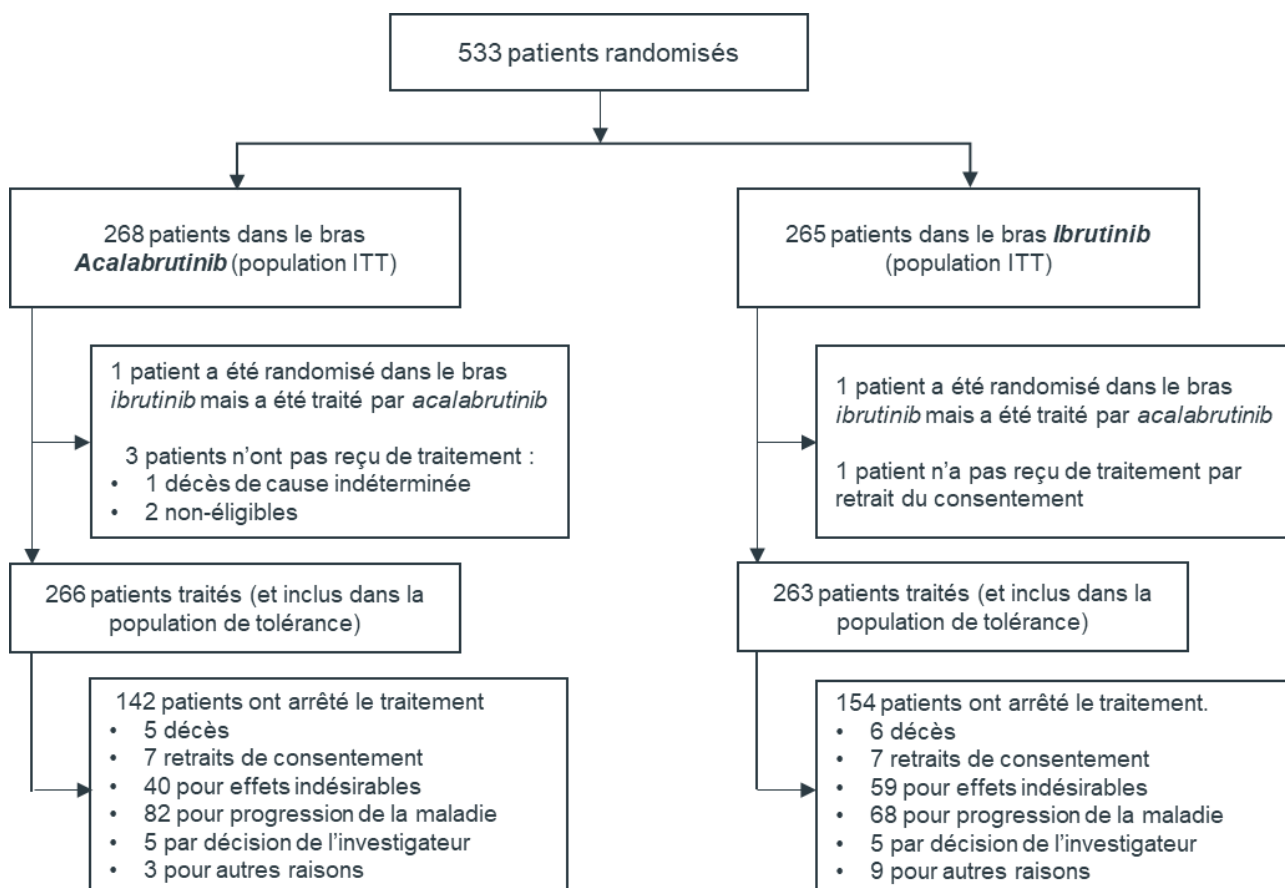 533 patients randomisés
268 patients dans le bras
Acalabrutinib (population ITT)
1 patient a été randomisé dans le bras
ibrutinib mais a été traité par acalabrutinib
3 patients n’ont pas reçu de traitement :
• 1 décès de cause indéterminée
• 2 non-éligibles
266 patients traités (et inclus dans la
population de tolérance)
142 patients ont arrêté le traitement
• 5 décès
• 7 retraits de consentement
• 40 pour effets indésirables
• 82 pour progression de la maladie
• 5 par décision de l’investigateur
• 3 pour autres raisons
265 patients dans le bras Ibrutinib
(population ITT)
1 patient a été randomisé dans le bras
ibrutinib mais a été traité par acalabrutinib
1 patient n’a pas reçu de traitement par
retrait du consentement
263 patients traités (et inclus dans la
population de tolérance)
154 patients ont arrêté le traitement.
• 6 décès
• 7 retraits de consentement
• 59 pour effets indésirables
• 68 pour progression de la maladie
• 5 par décision de l’investigateur
• 9 pour autres raisons